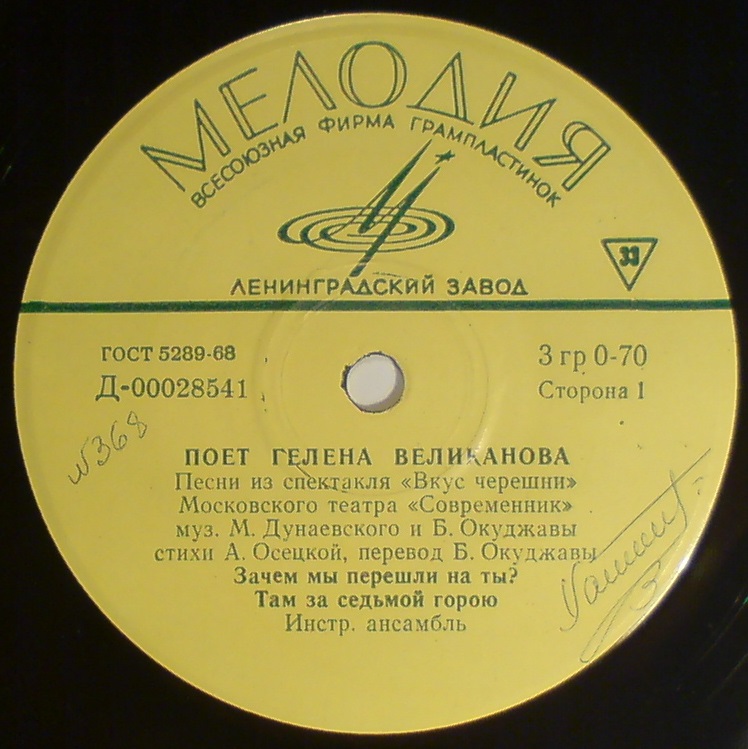 МЕЛОДИЯ
ВСЕСОЮЗНАЯ ФИРМА ГРАМПЛАСТИНОК
33
ЛЕНИНГРАДСКИЙ ЗАВОД
ГОСТ 5289-68
3 гр 0-70
Д-00028541
Сторона 1
№368
ПОЕТ ГЕЛЕНА ВЕЛИКАНОВА
Песни из спектакля «Вкус черешни»
Московского театра «Современник»
муз. М. Дунаевского и Б. Окуджавы
стихи А. Осецкой, перевод Б. Окуджавы
Зачем мы перешли на ты?
Там за седьмой горою
Инстр. ансамбль